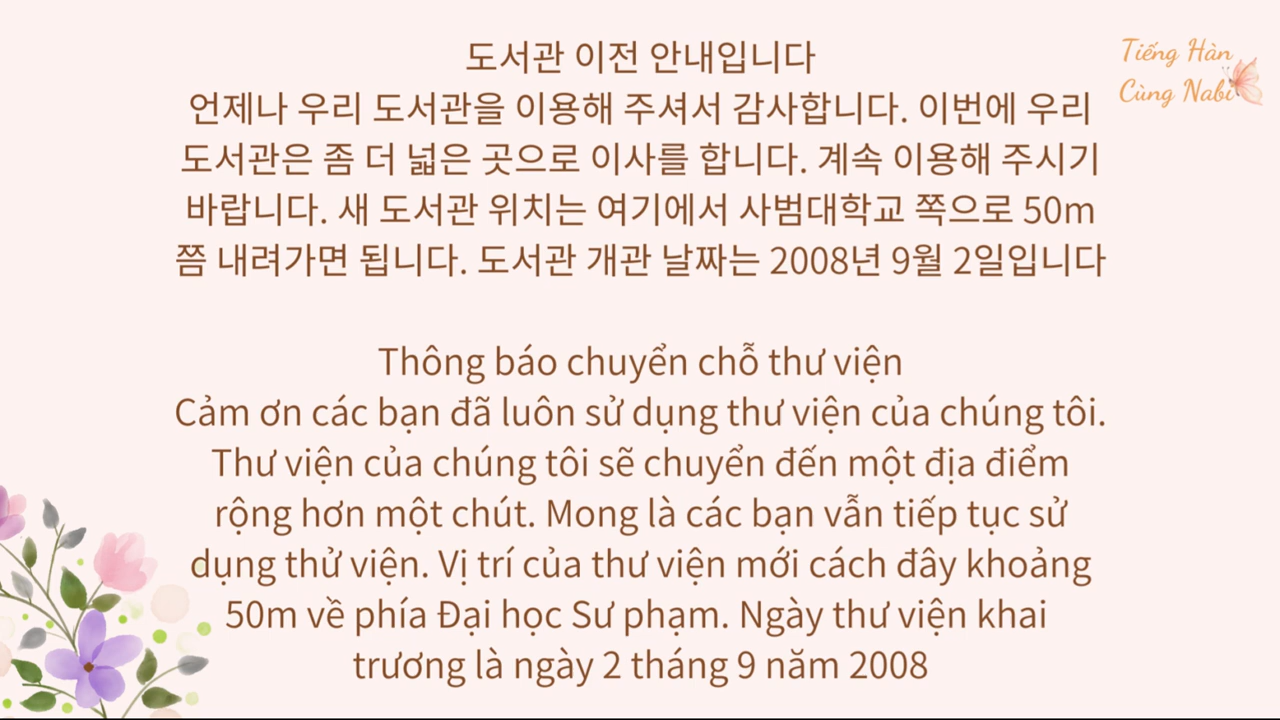 도서관 이전 안내입니다
언제나 우리 도서관을 이용해 주셔서 감사합니다. 이번에 우리
도서관은 좀 더 넓은 곳으로 이사를 합니다. 계속 이용해 주시기
바랍니다. 새 도서관 위치는 여기에서 사범대학교 쪽으로 50m
쯤 내려가면 됩니다. 도서관 개관 날짜는 2008년 9월 2일입니다
Thông báo chuyển chỗ thư viện
Cảm ơn các bạn đã luôn sử dụng thư viện của chúng tôi.
Thư viện của chúng tôi sẽ chuyển đến một địa điểm
rộng hơn một chút. Mong là các bạn vẫn tiếp tục sử
dụng thử viện. Vị trí của thư viện mới cách đây khoảng
50m về phía Đại học Sư phạm. Ngày thư viện khai
trương là ngày 2 tháng 9 năm 2008
Tiếng Hàn
Cùng Nabi